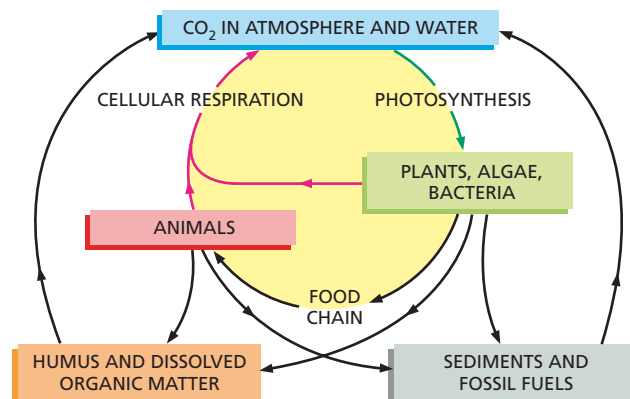 CO₂ IN ATMOSPHERE AND WATER
CELLULAR RESPIRATION
PHOTOSYNTHESIS
PLANTS, ALGAE,
BACTERIA
ANIMALS
FOOD
CHAIN
HUMUS AND DISSOLVED
ORGANIC MATTER
SEDIMENTS AND
FOSSIL FUELS